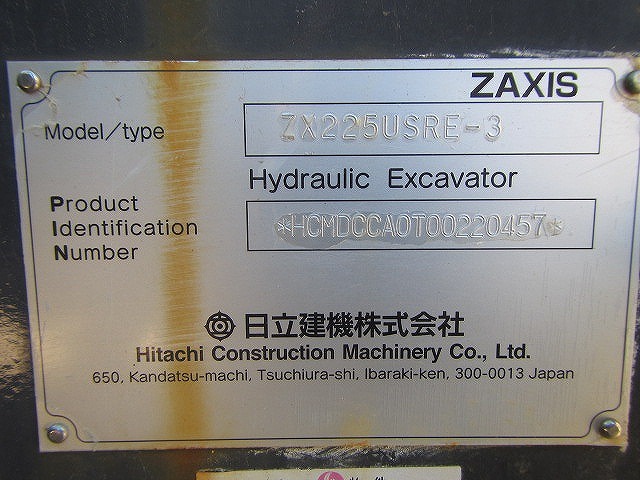 ZAXIS
Model/type
ZX225USRE-3
Hydraulic Excavator
Product
Identification
Number
*HCMDCCA0T00220457*
日立建機株式会社
Hitachi Construction Machinery Co., Ltd.
650, Kandatsu-machi, Tsuchiura-shi, Ibaraki-ken, 300-0013 Japan